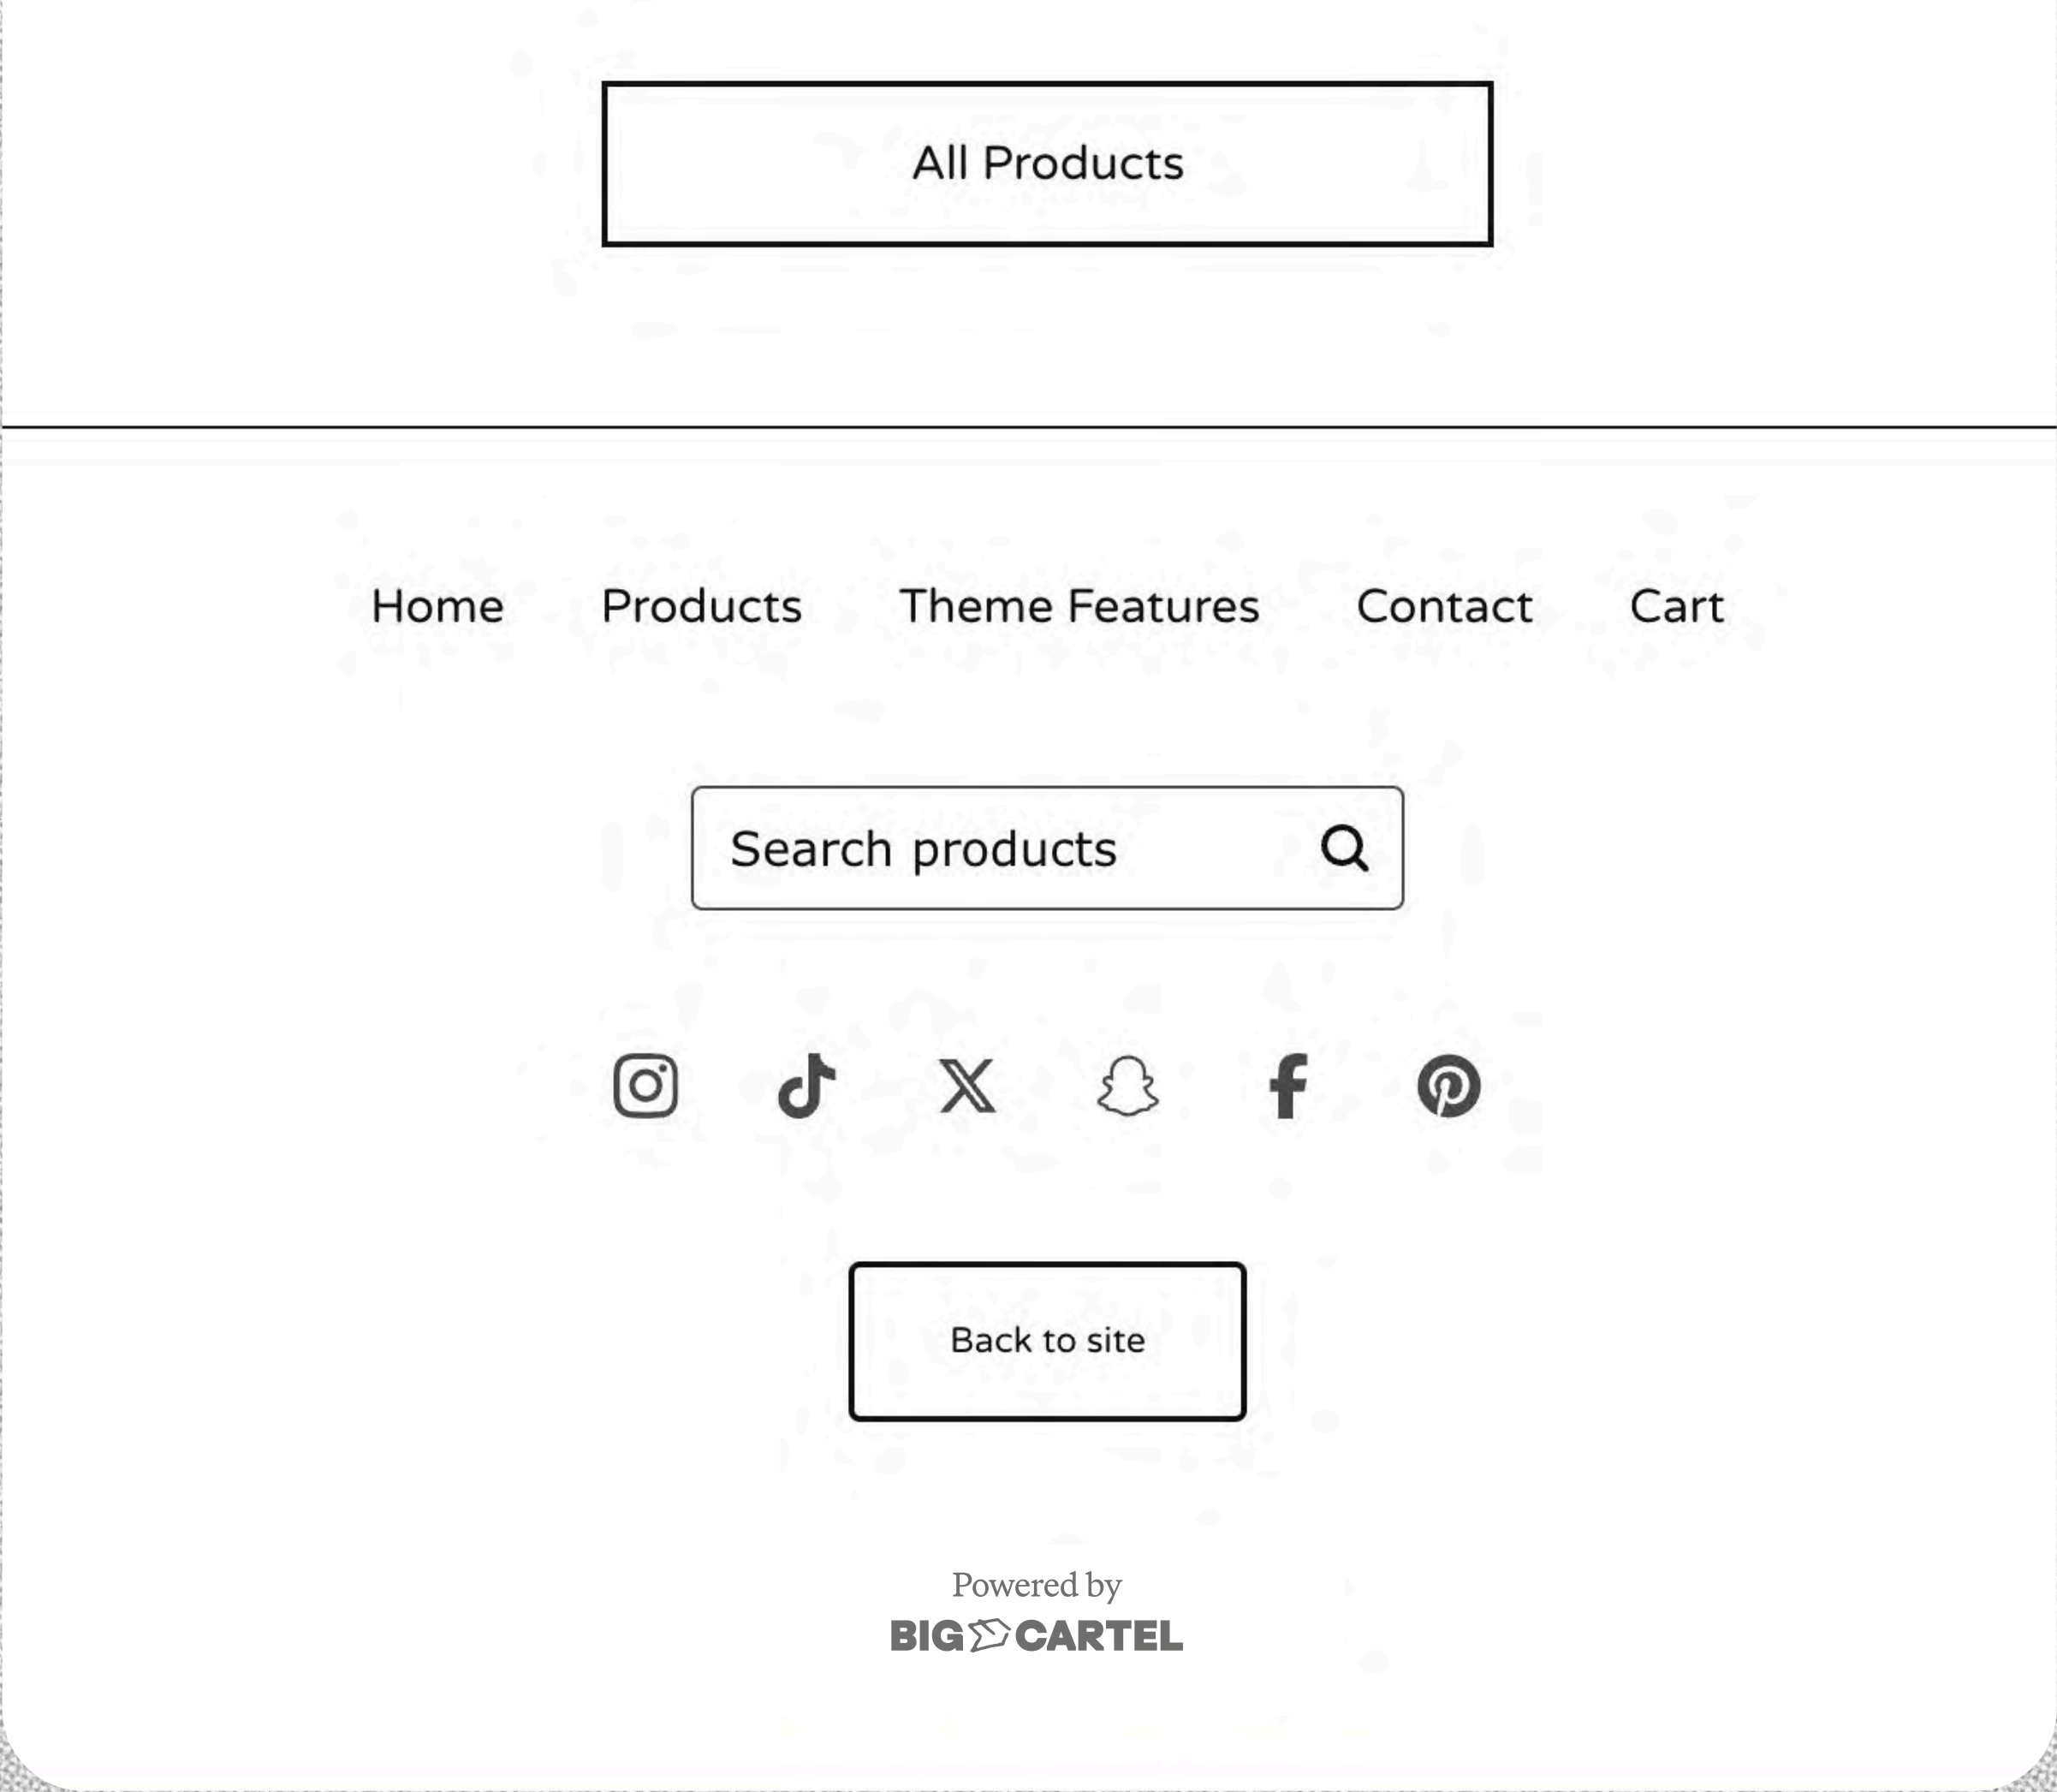 All Products
Home Products Theme Features Contact Cart
Search products
Back to site
Powered by
BIG CARTEL